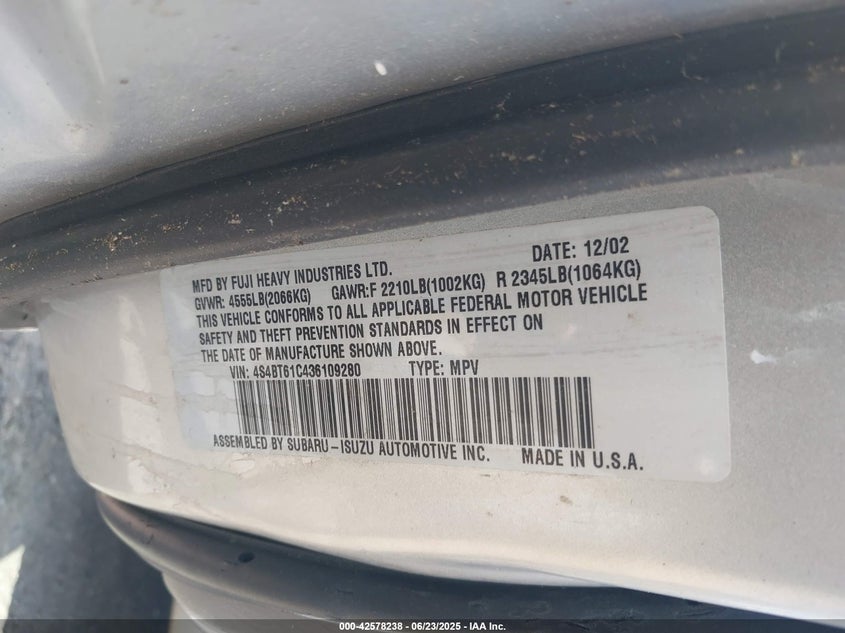 DATE: 12/02
MFD BY FUJI HEAVY INDUSTRIES LTD.
GVWR: 4555LB(2066KG) GAWR:F 2210LB(1002KG) R 2345LB(1064KG)
THIS VEHICLE CONFORMS TO ALL APPLICABLE FEDERAL MOTOR VEHICLE
SAFETY AND THEFT PREVENTION STANDARDS IN EFFECT ON
THE DATE OF MANUFACTURE SHOWN ABOVE.
VIN: 4S4BT61C436109280 TYPE: MPV
ASSEMBLED BY SUBARU-ISUZU AUTOMOTIVE INC. MADE IN U.S.A.
000-42578238 - 06/23/2025 - IAA Inc.